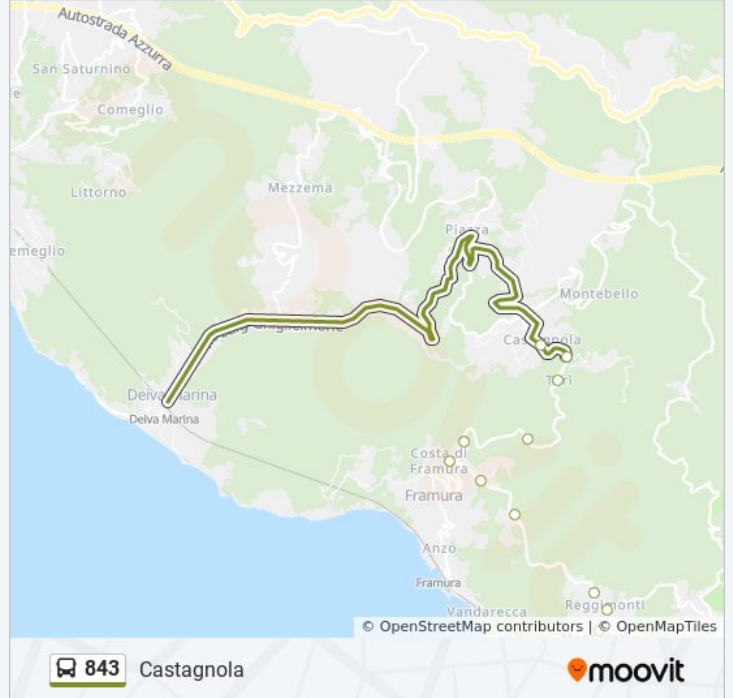 Autostrada Azzurra
San Saturnino
Comeglio
Littorno
Mezzema
Piazza
emeglio
Montebello
Castagnola
Deiva Marina
Deiva Marina
Costa di
Framura
Framura
Anzo
Framura
Vandarecca
Reggimonti
© OpenStreetMap contributors | © OpenMapTiles
843 Castagnola
moovit